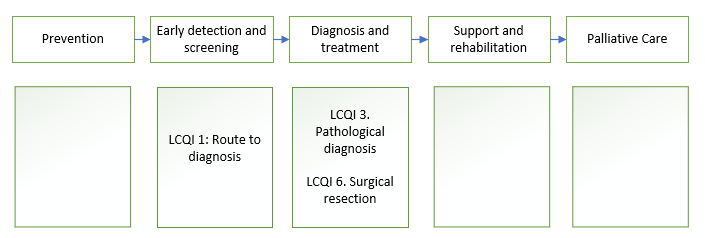 Prevention
Early detection and
screening
Diagnosis and
treatment
Support and
rehabilitation
Palliative Care
LCQI 1: Route to
diagnosis
LCQI 3.
Pathological
diagnosis
LCQI 6. Surgical
resection